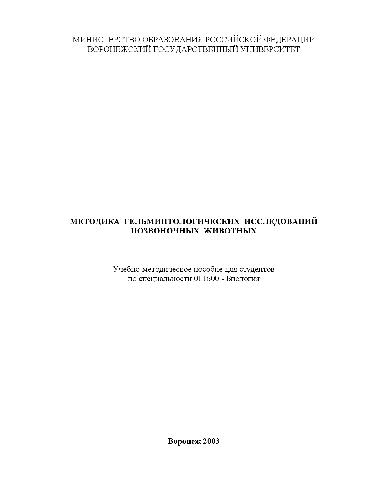 МИНИСТЕРСТВО ОБРАЗОВАНИЯ РОССИЙСКОЙ ФЕДЕРАЦИИ
ВОРОНЕЖСКИЙ ГОСУДАРСТВЕННЫЙ УНИВЕРСИТЕТ
МЕТОДИКА ГЕЛЬМИНТОЛОГИЧЕСКИХ ИССЛЕДОВАНИЙ
ПОЗВОНОЧНЫХ ЖИВОТНЫХ
Учебно-методическое пособие для студентов
по специальности 011600 - Биология
Воронеж 2003